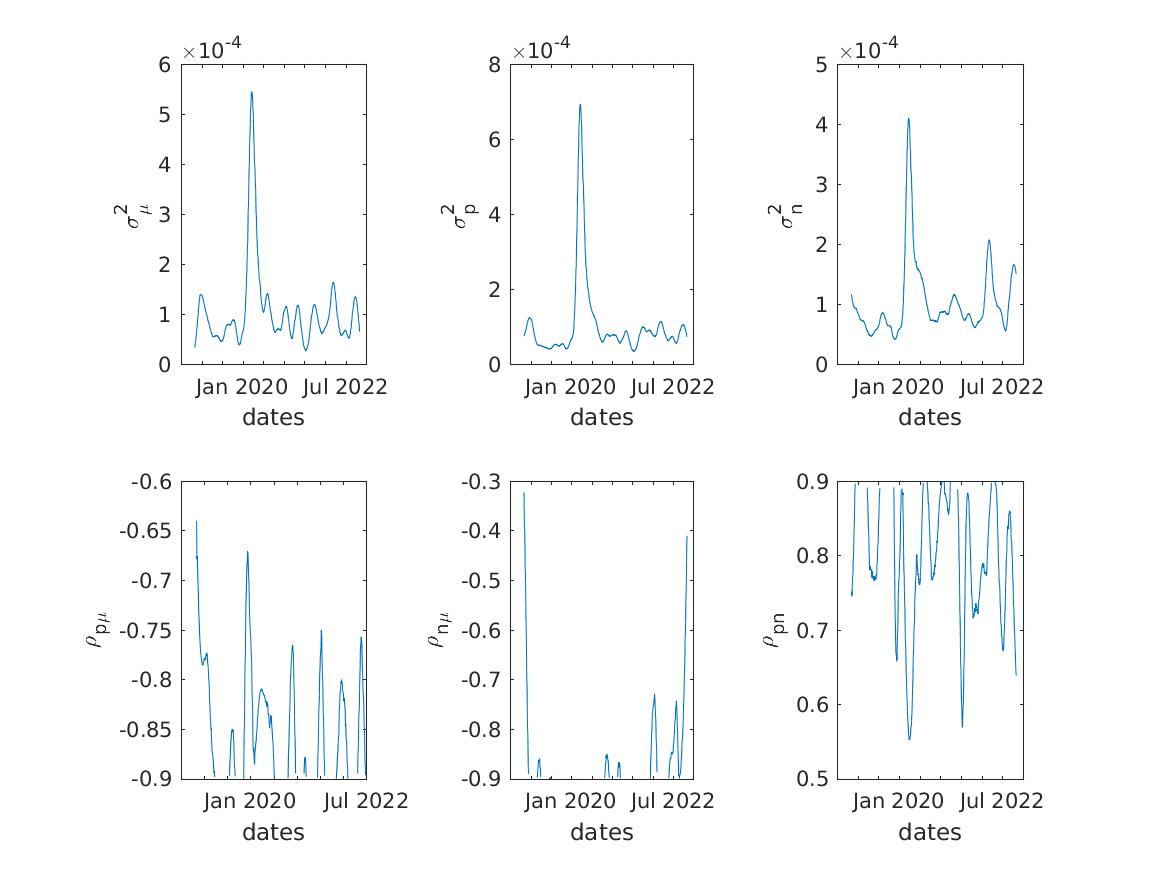 ×10⁻⁴
6
5
4
3
2
1
0
σ²_μ
Jan 2020 Jul 2022
dates
×10⁻⁴
8
6
4
2
0
σ²_p
Jan 2020 Jul 2022
dates
×10⁻⁴
5
4
3
2
1
0
σ²_n
Jan 2020 Jul 2022
dates
-0.6
-0.65
-0.7
-0.75
-0.8
-0.85
-0.9
ρ_pμ
Jan 2020 Jul 2022
dates
-0.3
-0.4
-0.5
-0.6
-0.7
-0.8
-0.9
ρ_nμ
Jan 2020 Jul 2022
dates
0.9
0.8
0.7
0.6
0.5
ρ_pn
Jan 2020 Jul 2022
dates